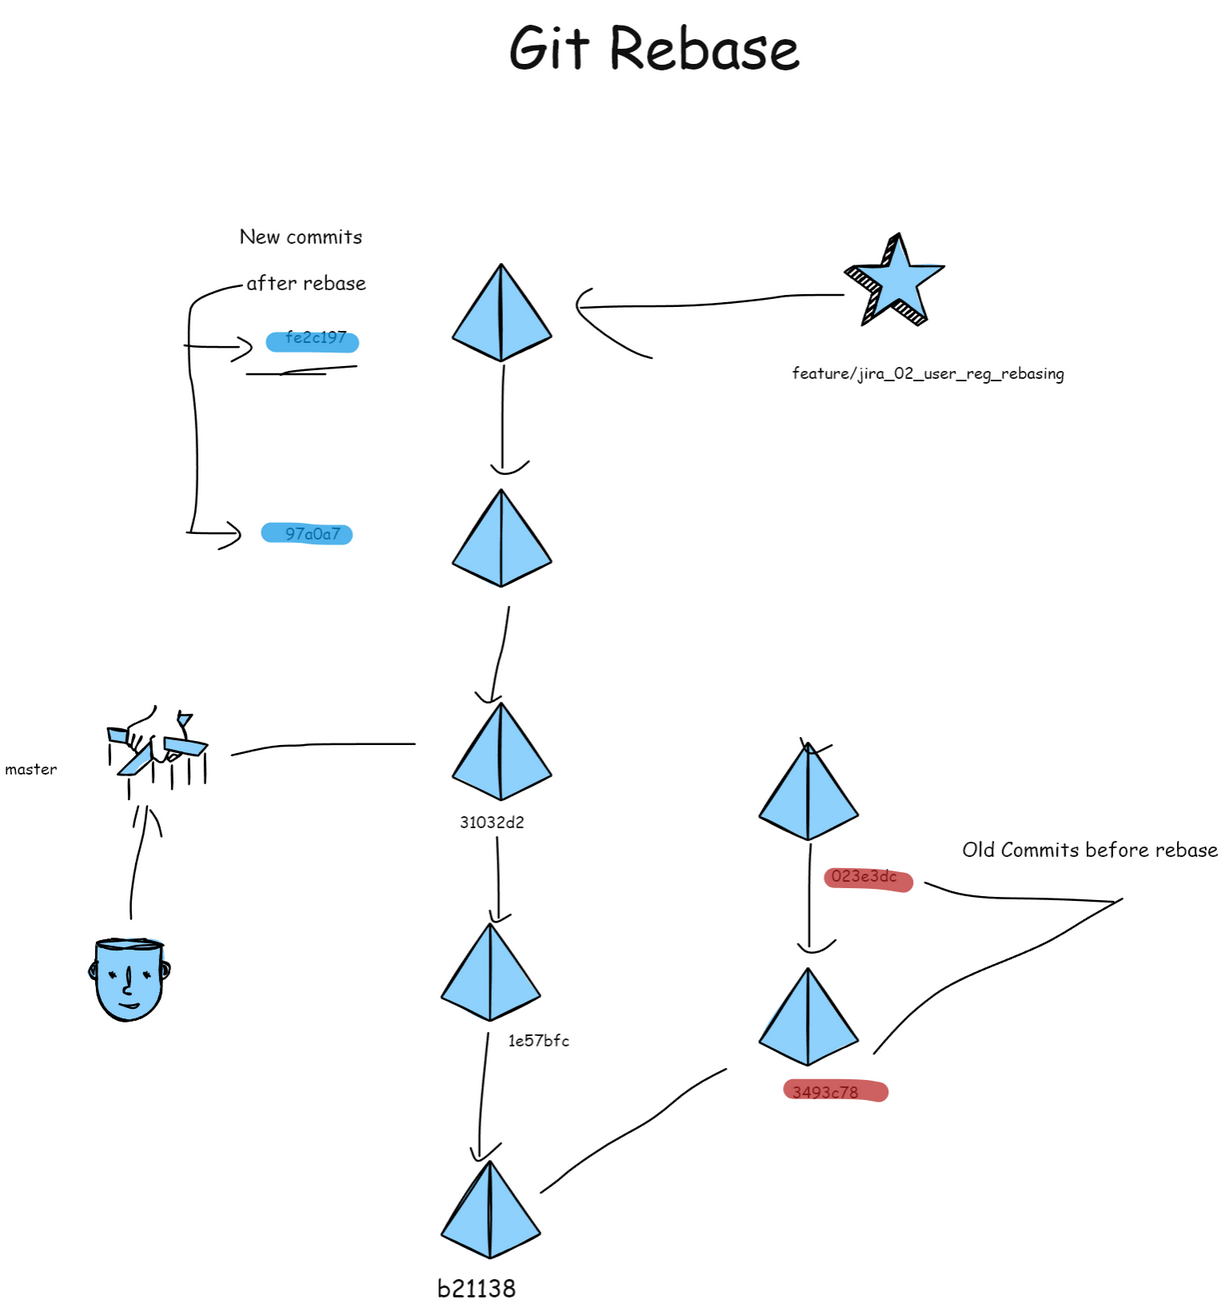 Git Rebase
New commits
after rebase
fe2c197
feature/jira_02_user_reg_rebasing
97a0a7
master
31032d2
Old Commits before rebase
023e3dc
1e57bfc
3493c78
b21138